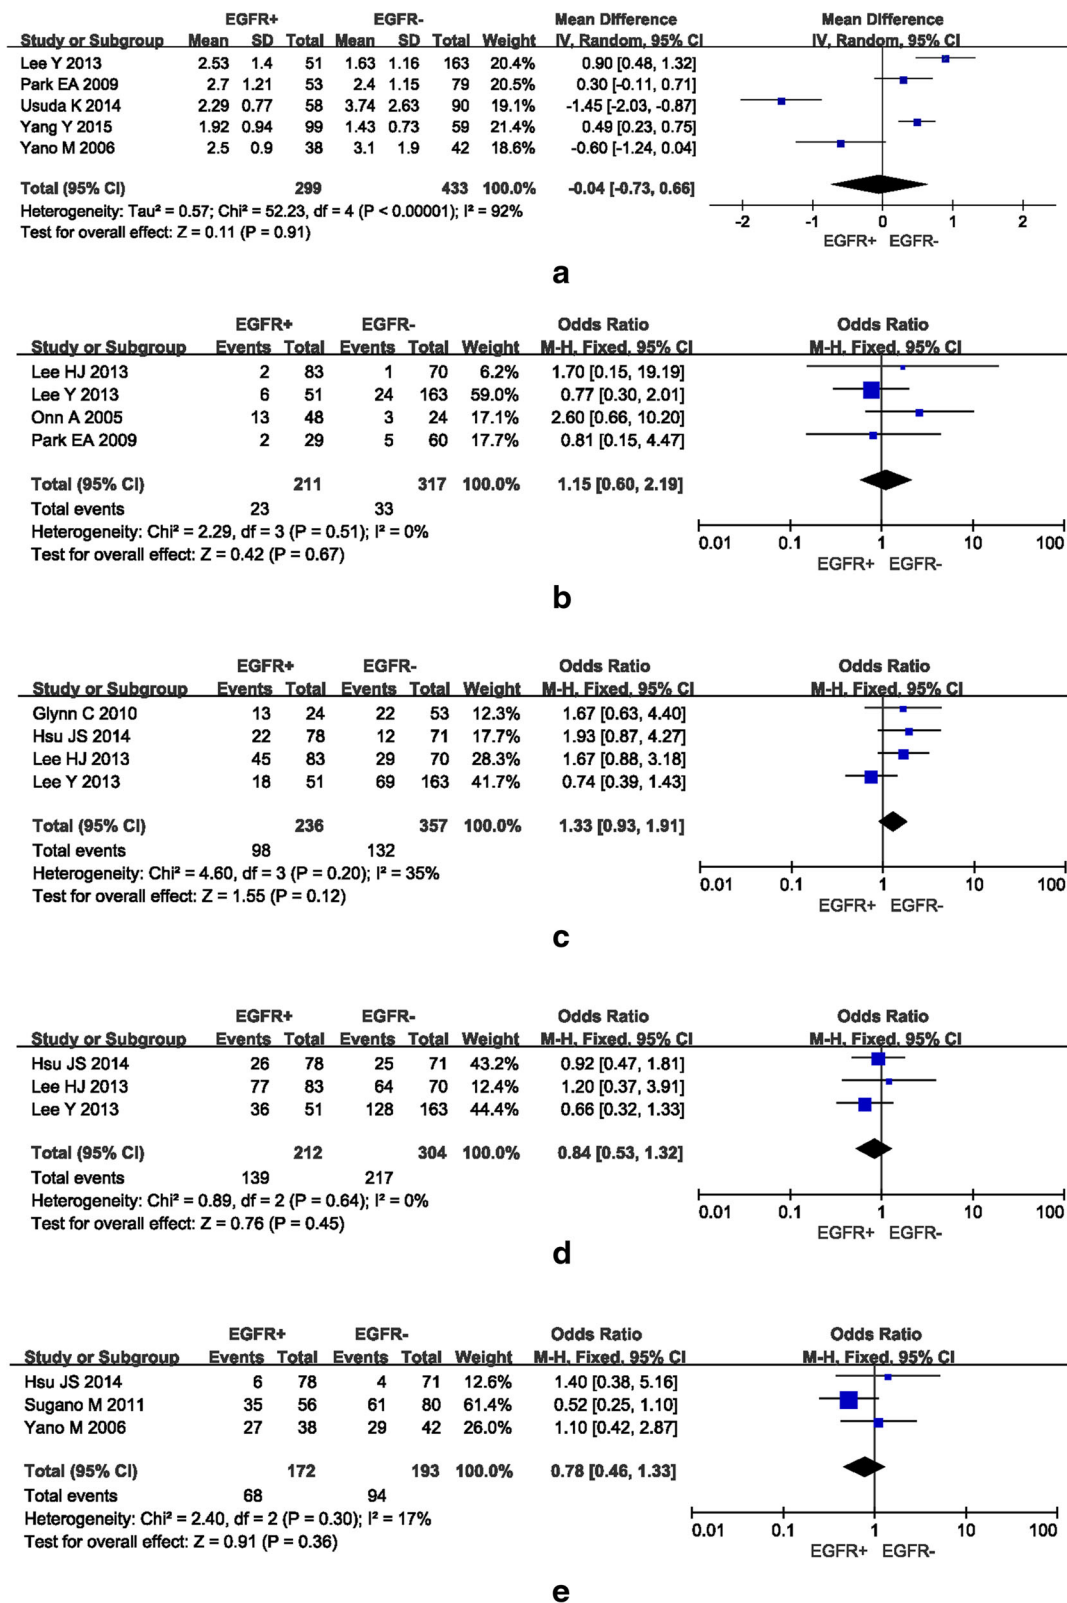 EGFR+ EGFR- Mean Difference Mean Difference
Study or Subgroup Mean SD Total Mean SD Total Weight IV, Random, 95% CI IV, Random, 95% CI
Lee Y 2013 2.53 1.4 51 1.63 1.16 163 20.4% 0.90 [0.48, 1.32]
Park EA 2009 2.7 1.21 53 2.4 1.15 79 20.5% 0.30 [-0.11, 0.71]
Usuda K 2014 2.29 0.77 58 3.74 2.63 90 19.1% -1.45 [-2.03, -0.87]
Yang Y 2015 1.92 0.94 99 1.43 0.73 59 21.4% 0.49 [0.23, 0.75]
Yano M 2006 2.5 0.9 38 3.1 1.9 42 18.6% -0.60 [-1.24, 0.04]
Total (95% CI) 299 433 100.0% -0.04 [-0.73, 0.66]
Heterogeneity: Tau² = 0.57; Chi² = 52.23, df = 4 (P < 0.00001); I² = 92%
Test for overall effect: Z = 0.11 (P = 0.91)
-2 -1 0 1 2
EGFR+ EGFR-
a
EGFR+ EGFR- Odds Ratio Odds Ratio
Study or Subgroup Events Total Events Total Weight M-H, Fixed, 95% CI M-H, Fixed, 95% CI
Lee HJ 2013 2 83 1 70 6.2% 1.70 [0.15, 19.19]
Lee Y 2013 6 51 24 163 59.0% 0.77 [0.30, 2.01]
Onn A 2005 13 48 3 24 17.1% 2.60 [0.66, 10.20]
Park EA 2009 2 29 5 60 17.7% 0.81 [0.15, 4.47]
Total (95% CI) 211 317 100.0% 1.15 [0.60, 2.19]
Total events 23 33
Heterogeneity: Chi² = 2.29, df = 3 (P = 0.51); I² = 0%
Test for overall effect: Z = 0.42 (P = 0.67)
0.01 0.1 1 10 100
EGFR+ EGFR-
b
EGFR+ EGFR- Odds Ratio Odds Ratio
Study or Subgroup Events Total Events Total Weight M-H, Fixed, 95% CI M-H, Fixed, 95% CI
Glynn C 2010 13 24 22 53 12.3% 1.67 [0.63, 4.40]
Hsu JS 2014 22 78 12 71 17.7% 1.93 [0.87, 4.27]
Lee HJ 2013 45 83 29 70 28.3% 1.67 [0.88, 3.18]
Lee Y 2013 18 51 69 163 41.7% 0.74 [0.39, 1.43]
Total (95% CI) 236 357 100.0% 1.33 [0.93, 1.91]
Total events 98 132
Heterogeneity: Chi² = 4.60, df = 3 (P = 0.20); I² = 35%
Test for overall effect: Z = 1.55 (P = 0.12)
0.01 0.1 1 10 100
EGFR+ EGFR-
c
EGFR+ EGFR- Odds Ratio Odds Ratio
Study or Subgroup Events Total Events Total Weight M-H, Fixed, 95% CI M-H, Fixed, 95% CI
Hsu JS 2014 26 78 25 71 43.2% 0.92 [0.47, 1.81]
Lee HJ 2013 77 83 64 70 12.4% 1.20 [0.37, 3.91]
Lee Y 2013 36 51 128 163 44.4% 0.66 [0.32, 1.33]
Total (95% CI) 212 304 100.0% 0.84 [0.53, 1.32]
Total events 139 217
Heterogeneity: Chi² = 0.89, df = 2 (P = 0.64); I² = 0%
Test for overall effect: Z = 0.76 (P = 0.45)
0.01 0.1 1 10 100
EGFR+ EGFR-
d
EGFR+ EGFR- Odds Ratio Odds Ratio
Study or Subgroup Events Total Events Total Weight M-H, Fixed, 95% CI M-H, Fixed, 95% CI
Hsu JS 2014 6 78 4 71 12.6% 1.40 [0.38, 5.16]
Sugano M 2011 35 56 61 80 61.4% 0.52 [0.25, 1.10]
Yano M 2006 27 38 29 42 26.0% 1.10 [0.42, 2.87]
Total (95% CI) 172 193 100.0% 0.78 [0.46, 1.33]
Total events 68 94
Heterogeneity: Chi² = 2.40, df = 2 (P = 0.30); I² = 17%
Test for overall effect: Z = 0.91 (P = 0.36)
0.01 0.1 1 10 100
EGFR+ EGFR-
e